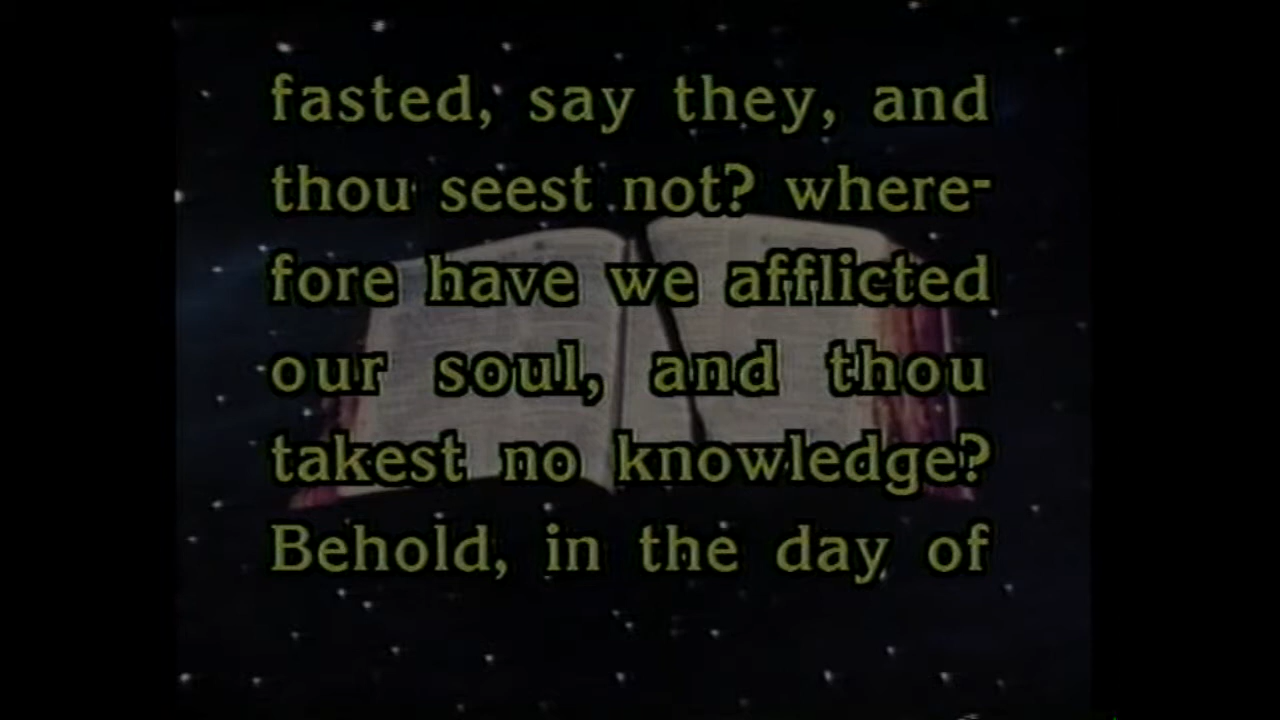 fasted, say they, and
thou seest not? where-
fore have we afflicted
our soul, and thou
takest no knowledge?
Behold, in the day of